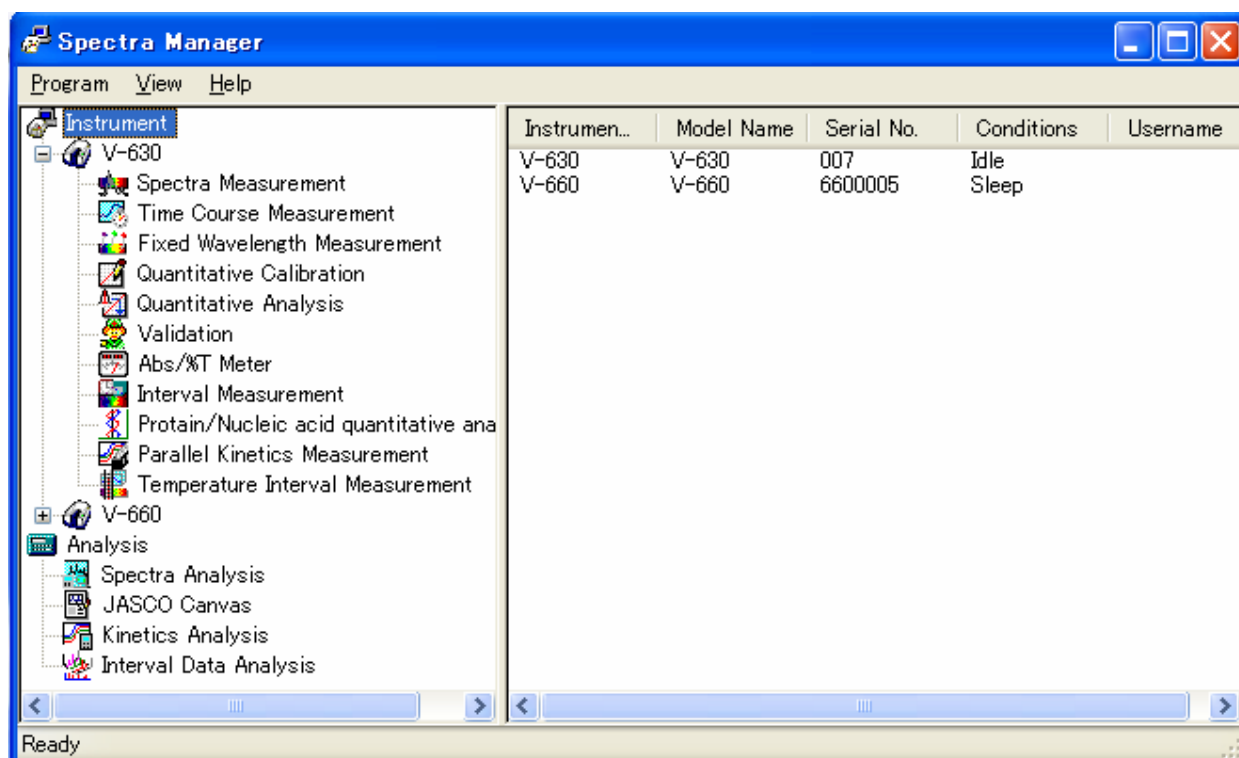 Spectra Manager
Program View Help
Instrument
V-630
Spectra Measurement
Time Course Measurement
Fixed Wavelength Measurement
Quantitative Calibration
Quantitative Analysis
Validation
Abs/%T Meter
Interval Measurement
Protain/Nucleic acid quantitative ana
Parallel Kinetics Measurement
Temperature Interval Measurement
V-660
Analysis
Spectra Analysis
JASCO Canvas
Kinetics Analysis
Interval Data Analysis
Instrumen... Model Name Serial No. Conditions Username
V-630 V-630 007 Idle
V-660 V-660 6600005 Sleep
Ready